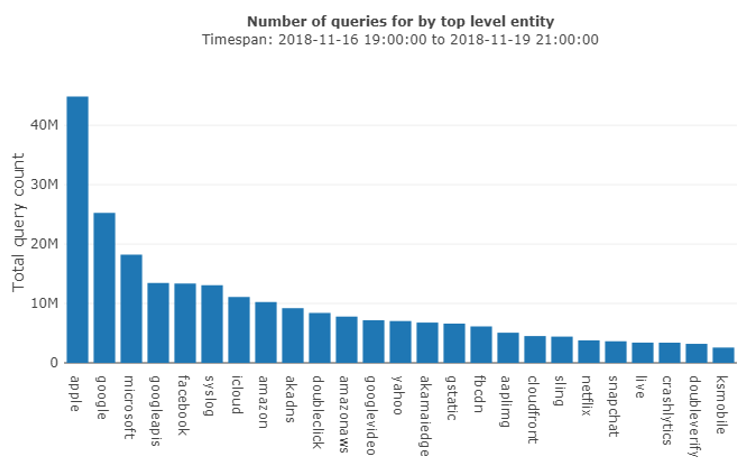 Number of queries for by top level entity
Timespan: 2018-11-16 19:00:00 to 2018-11-19 21:00:00
Total query count
40M
30M
20M
10M
0
apple
google
microsoft
googleapis
facebook
syslog
icloud
amazon
akadns
doubleclick
amazonaws
googlevideo
yahoo
akamaiedge
gstatic
fbcdn
aaplimg
cloudfront
sling
netflix
snapchat
live
crashlytics
doubleverify
ksmobile